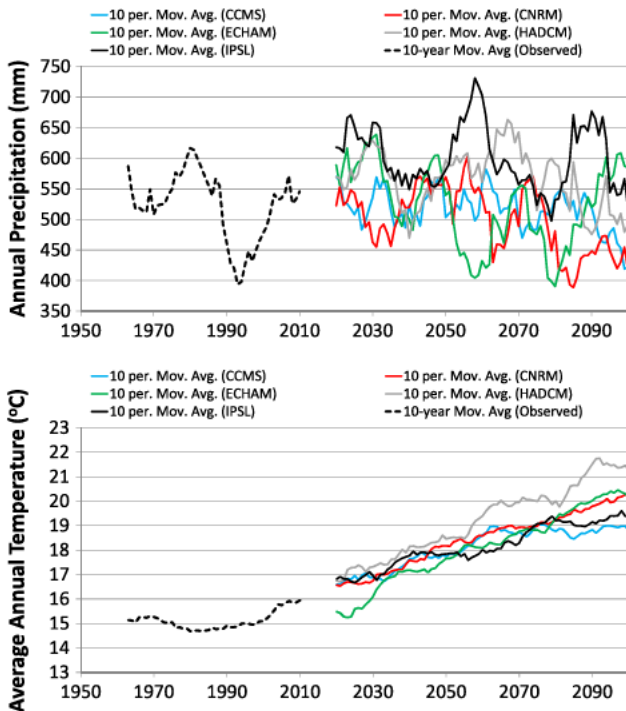 10 per. Mov. Avg. (CCMS) 10 per. Mov. Avg. (CNRM)
10 per. Mov. Avg. (ECHAM) 10 per. Mov. Avg. (HADCM)
10 per. Mov. Avg. (IPSL) 10-year Mov. Avg (Observed)
Annual Precipitation (mm)
750
700
650
600
550
500
450
400
350
1950 1970 1990 2010 2030 2050 2070 2090
10 per. Mov. Avg. (CCMS) 10 per. Mov. Avg. (CNRM)
10 per. Mov. Avg. (ECHAM) 10 per. Mov. Avg. (HADCM)
10 per. Mov. Avg. (IPSL) 10-year Mov. Avg (Observed)
Average Annual Temperature (°C)
23
22
21
20
19
18
17
16
15
14
13
1950 1970 1990 2010 2030 2050 2070 2090